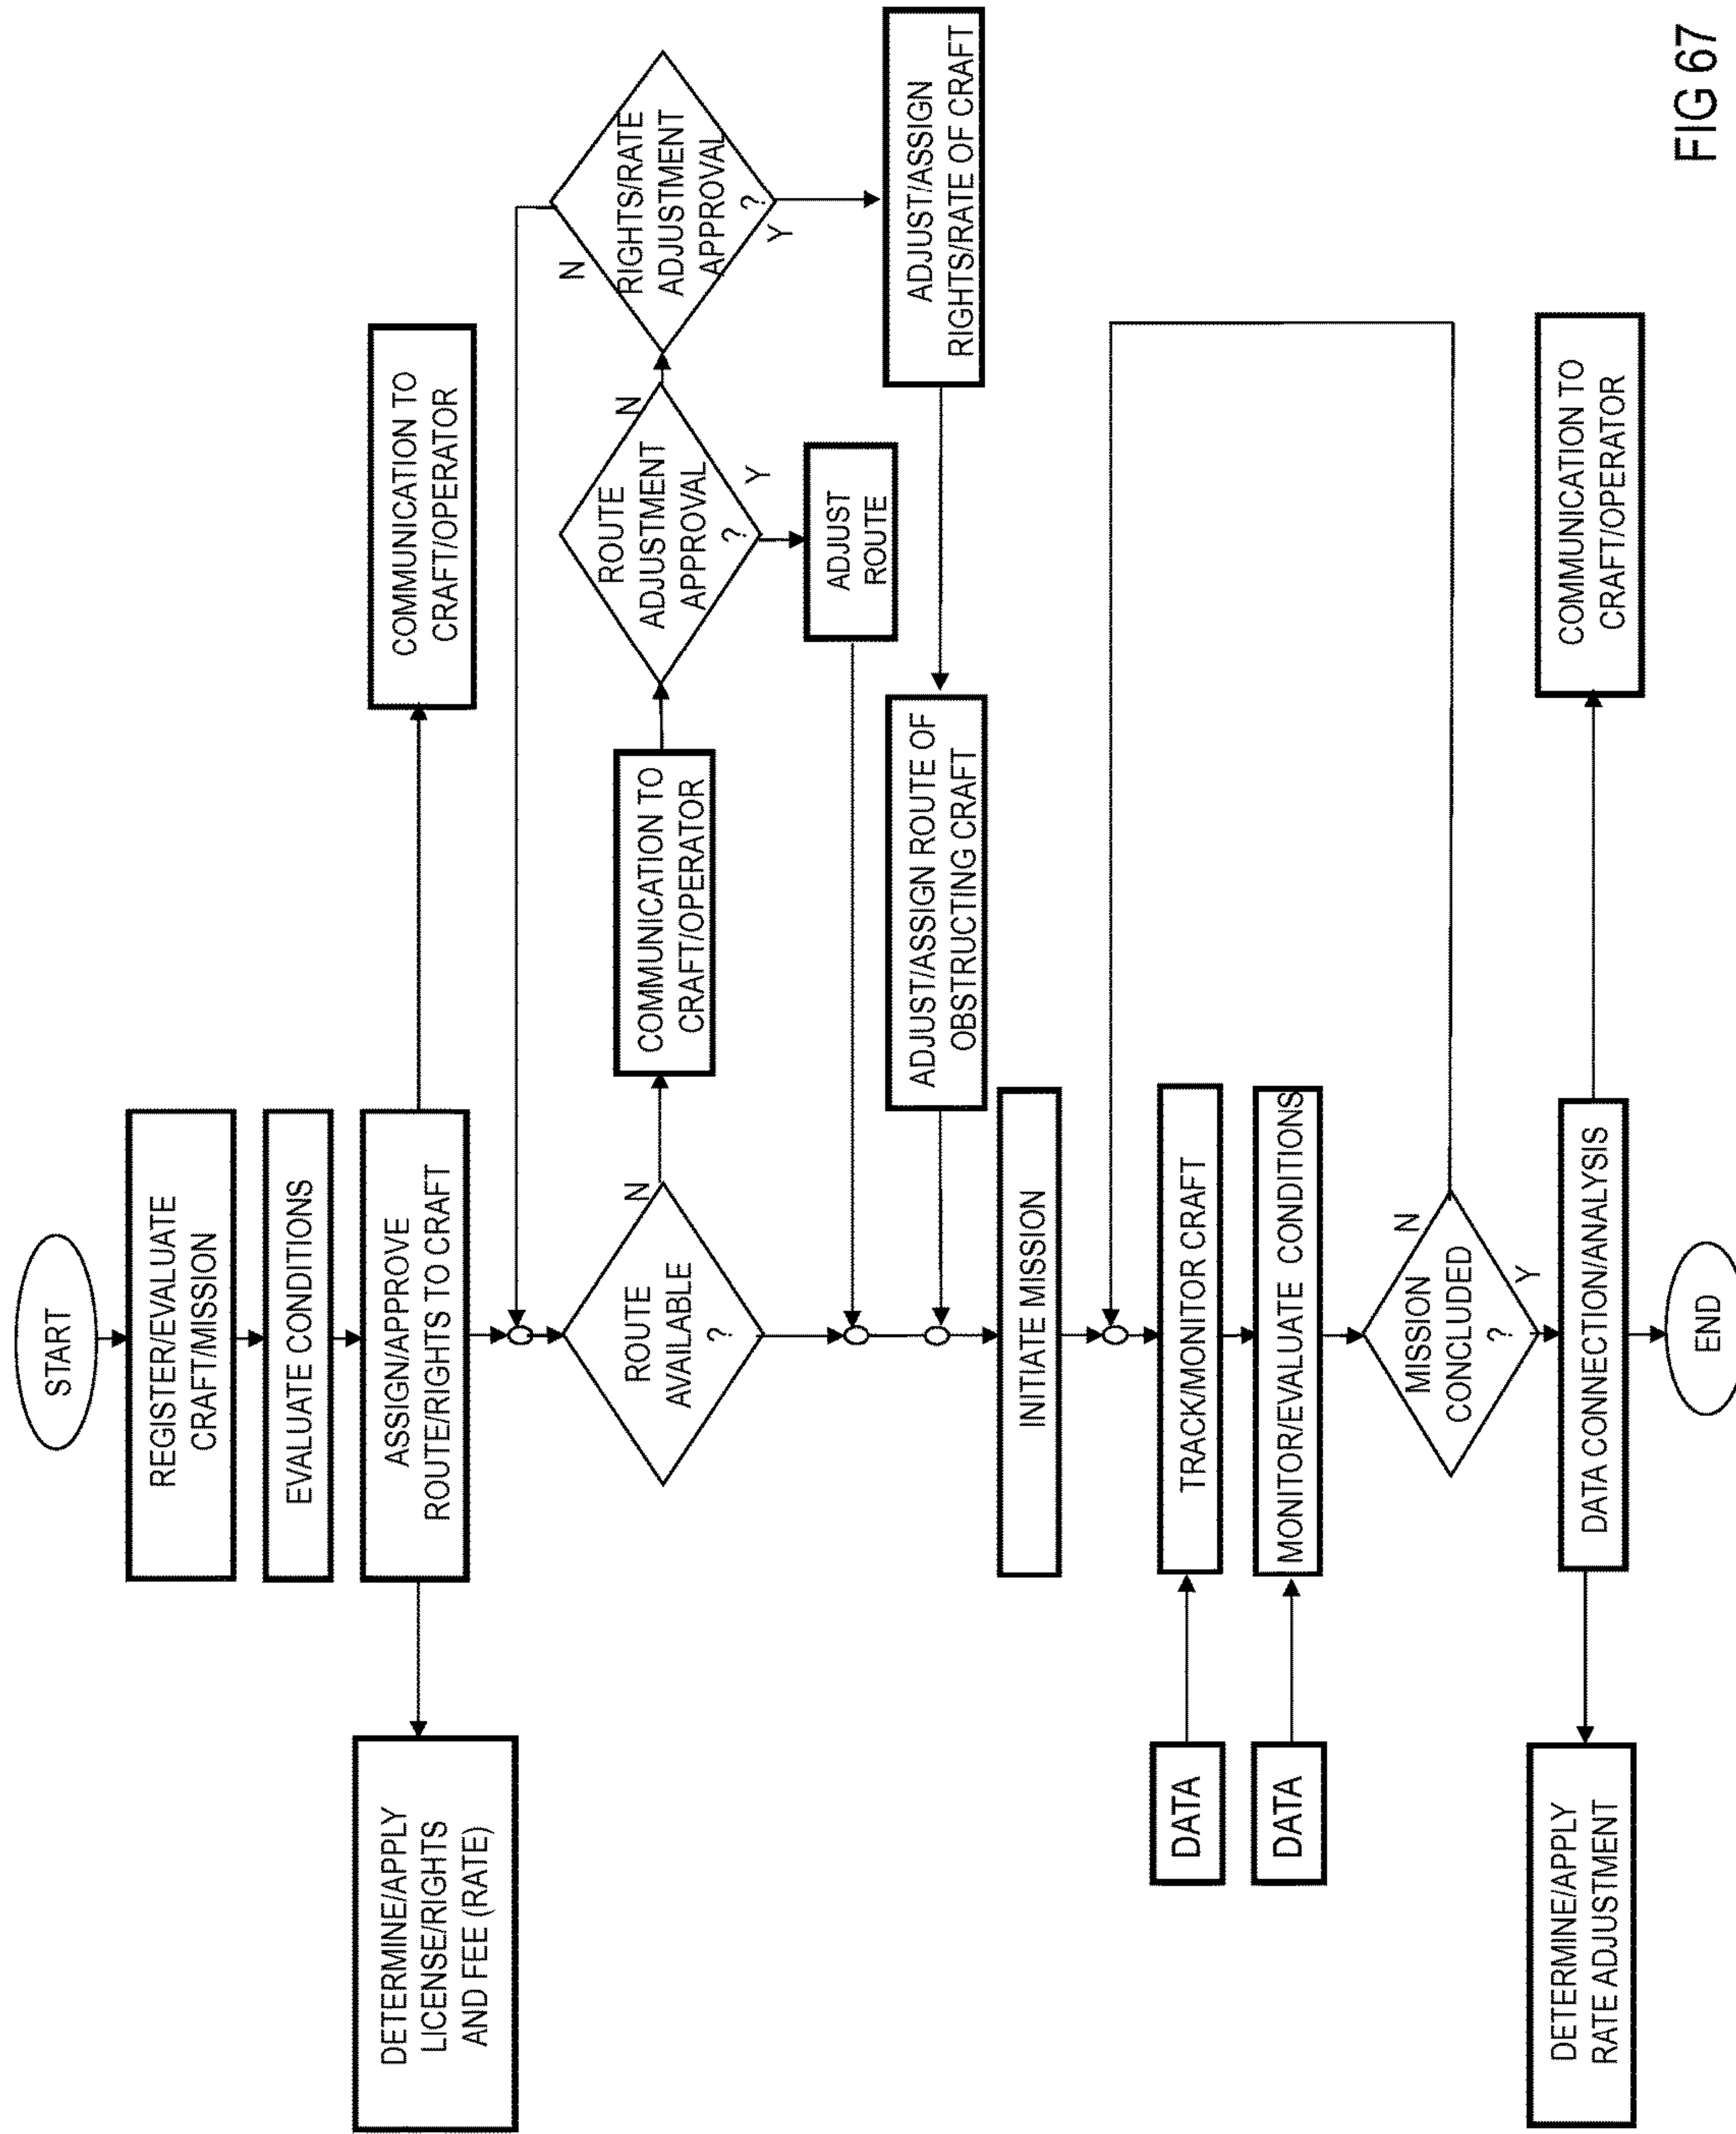 START
REGISTER/EVALUATE
CRAFT/MISSION
EVALUATE CONDITIONS
DETERMINE/APPLY
LICENSE/RIGHTS
AND FEE (RATE)
ASSIGN/APPROVE
ROUTE/RIGHTS TO CRAFT
COMMUNICATION TO
CRAFT/OPERATOR
ROUTE
AVAILABLE
?
N
COMMUNICATION TO
CRAFT/OPERATOR
ROUTE
ADJUSTMENT
APPROVAL
?
N
Y
RIGHTS/RATE
ADJUSTMENT
APPROVAL
?
N
Y
ADJUST
ROUTE
ADJUST/ASSIGN ROUTE OF
OBSTRUCTING CRAFT
ADJUST/ASSIGN
RIGHTS/RATE OF CRAFT
INITIATE MISSION
DATA
TRACK/MONITOR CRAFT
DATA
MONITOR/EVALUATE CONDITIONS
MISSION
CONCLUDED
?
N
Y
DETERMINE/APPLY
RATE ADJUSTMENT
DATA CONNECTION/ANALYSIS
COMMUNICATION TO
CRAFT/OPERATOR
END
FIG 67